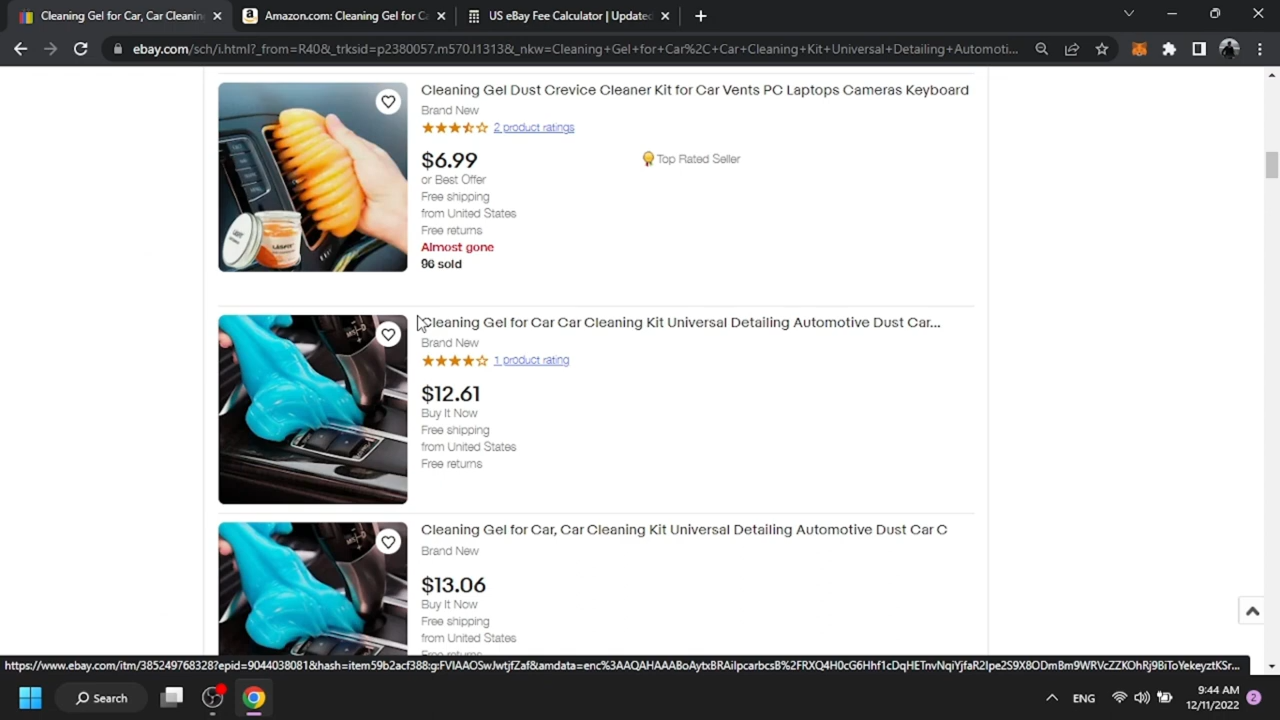 Cleaning Gel for Car, Car Cleanin
Amazon.com: Cleaning Gel for Ca
US eBay Fee Calculator | Updated
ebay.com/sch/i.html?_from=R40&_trksid=p2380057.m570.l1313&_nkw=Cleaning+Gel+for+Car%2C+Car+Cleaning+Kit+Universal+Detailing+Automoti...
Cleaning Gel Dust Crevice Cleaner Kit for Car Vents PC Laptops Cameras Keyboard
Brand New
2 product ratings
$6.99
Top Rated Seller
or Best Offer
Free shipping
from United States
Free returns
Almost gone
96 sold
Cleaning Gel for Car Car Cleaning Kit Universal Detailing Automotive Dust Car...
Brand New
1 product rating
$12.61
Buy It Now
Free shipping
from United States
Free returns
Cleaning Gel for Car, Car Cleaning Kit Universal Detailing Automotive Dust Car C
Brand New
$13.06
Buy It Now
Free shipping
from United States
Search
ENG
9:44 AM
12/11/2022
2